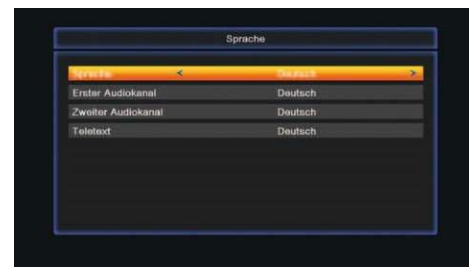 Sprache
Sprache < Deutsch >
Erster Audiokanal Deutsch
Zweiter Audiokanal Deutsch
Teletext Deutsch